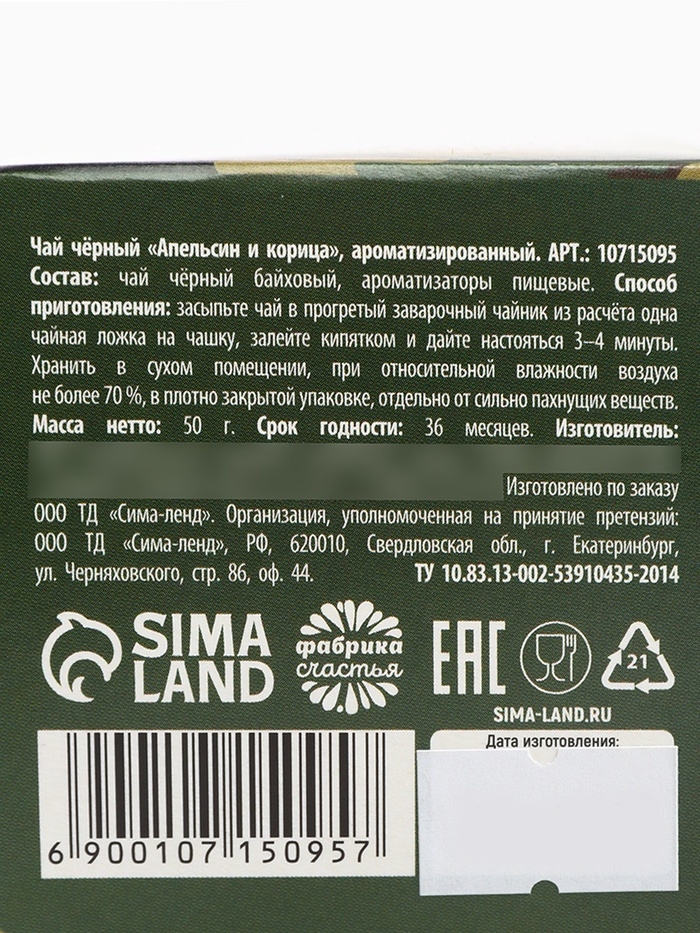 Чай чёрный «Апельсин и корица», ароматизированный. АРТ.: 10715095
Состав: чай чёрный байховый, ароматизаторы пищевые. Способ
приготовления: засыпьте чай в прогретый заварочный чайник из расчёта одна
чайная ложка на чашку, залейте кипятком и дайте настояться 3–4 минуты.
Хранить в сухом помещении, при относительной влажности воздуха
не более 70 %, в плотно закрытой упаковке, отдельно от сильно пахнущих веществ.
Масса нетто: 50 г. Срок годности: 36 месяцев. Изготовитель:
Изготовлено по заказу
ООО ТД «Сима-ленд». Организация, уполномоченная на принятие претензий:
ООО ТД «Сима-ленд», РФ, 620010, Свердловская обл., г. Екатеринбург,
ул. Черняховского, стр. 86, оф. 44. ТУ 10.83.13-002-53910435-2014
SIMA
LAND
фабрика
счастья
EAC
21
SIMA-LAND.RU
Дата изготовления:
6 900107 150957